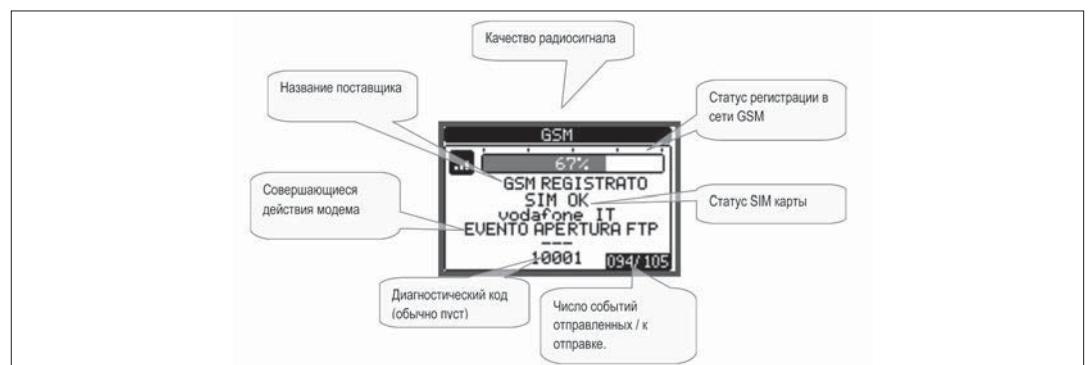 Качество радиосигнала
Название поставщика
Статус регистрации в
сети GSM
GSM
67%
GSM REGISTRATO
SIM OK
vodafone IT
EVENTO APERTURA FTP
---
10001
094/105
Совершающиеся
действия модема
Статус SIM карты
Диагностический код
(обычно пуст)
Число событий
отправленных / к
отправке.